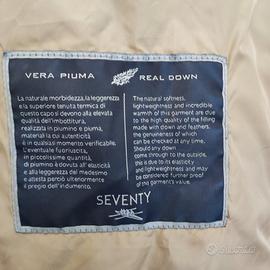 VERA PIUMA REAL DOWN
La naturale morbidezza, la leggerezza
e la superiore tenuta termica di
questo capo si devono alla elevata
qualità dell'imbottitura,
realizzata in piumino e piuma,
material la cui autenticità
è in qualsiasi momento verificabile.
L'eventuale fuoriuscita,
in piccolissime quantità,
di piumino è dovuta all'elasticità
e alla leggerezza del medesimo
e attesta perciò ulteriormente
il pregio dell'indumento.
The natural softness,
lightweightness and incredible
warmth of this garment are due
to the high quality of the filling
made with down and feathers,
the genuineness of which
can be checked at any time.
Should any down
come through to the outside,
this is due to its elasticity
and lightweightness and may
be considered further proof
of the garment's value.
SEVENTY
subito